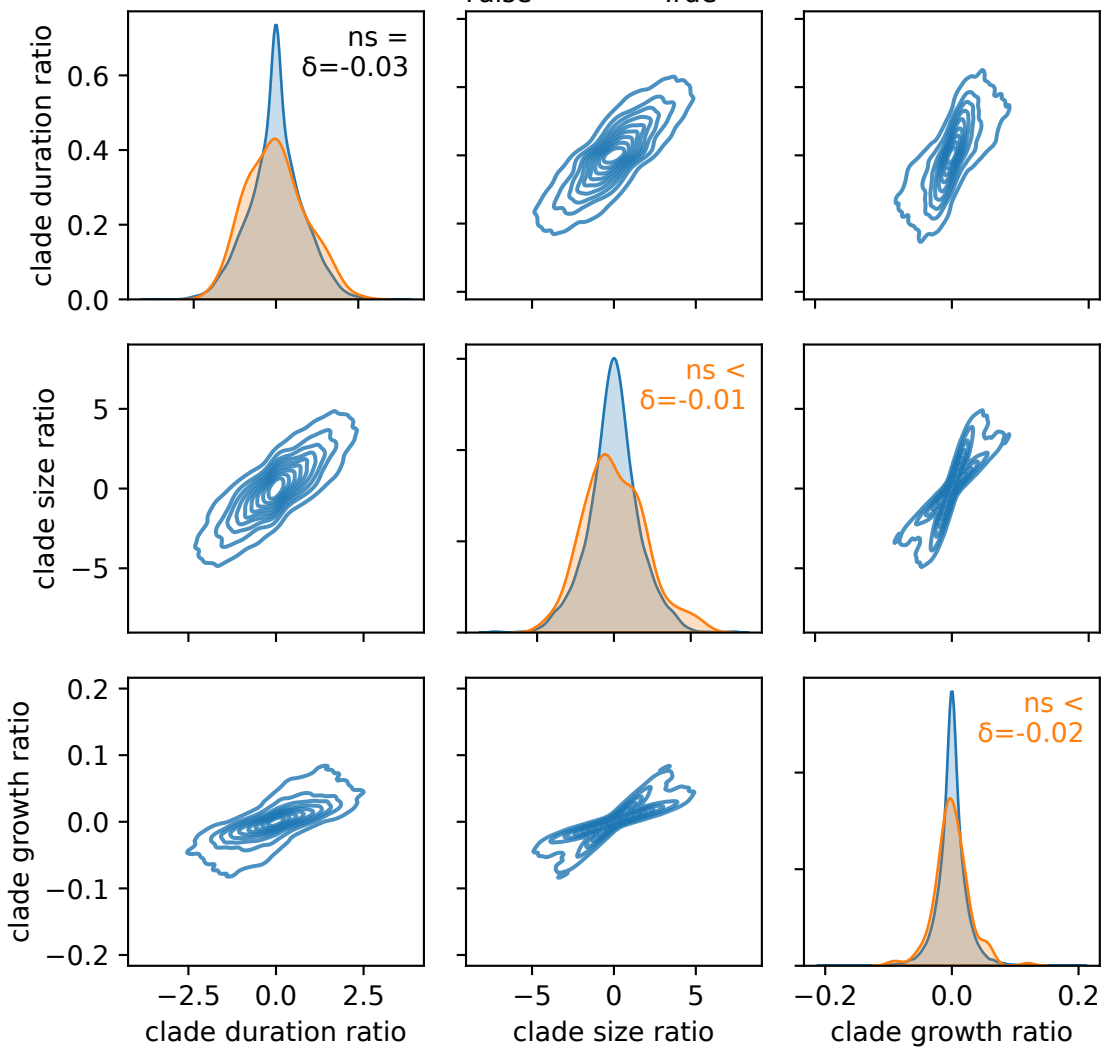 ns =
δ=-0.03
clade duration ratio
0.6
0.4
0.2
0.0
ns <
δ=-0.01
clade size ratio
5
0
−5
ns <
δ=-0.02
clade growth ratio
0.2
0.1
0.0
−0.1
−0.2
−2.5 0.0 2.5
−5 0 5
−0.2 0.0 0.2
clade duration ratio
clade size ratio
clade growth ratio